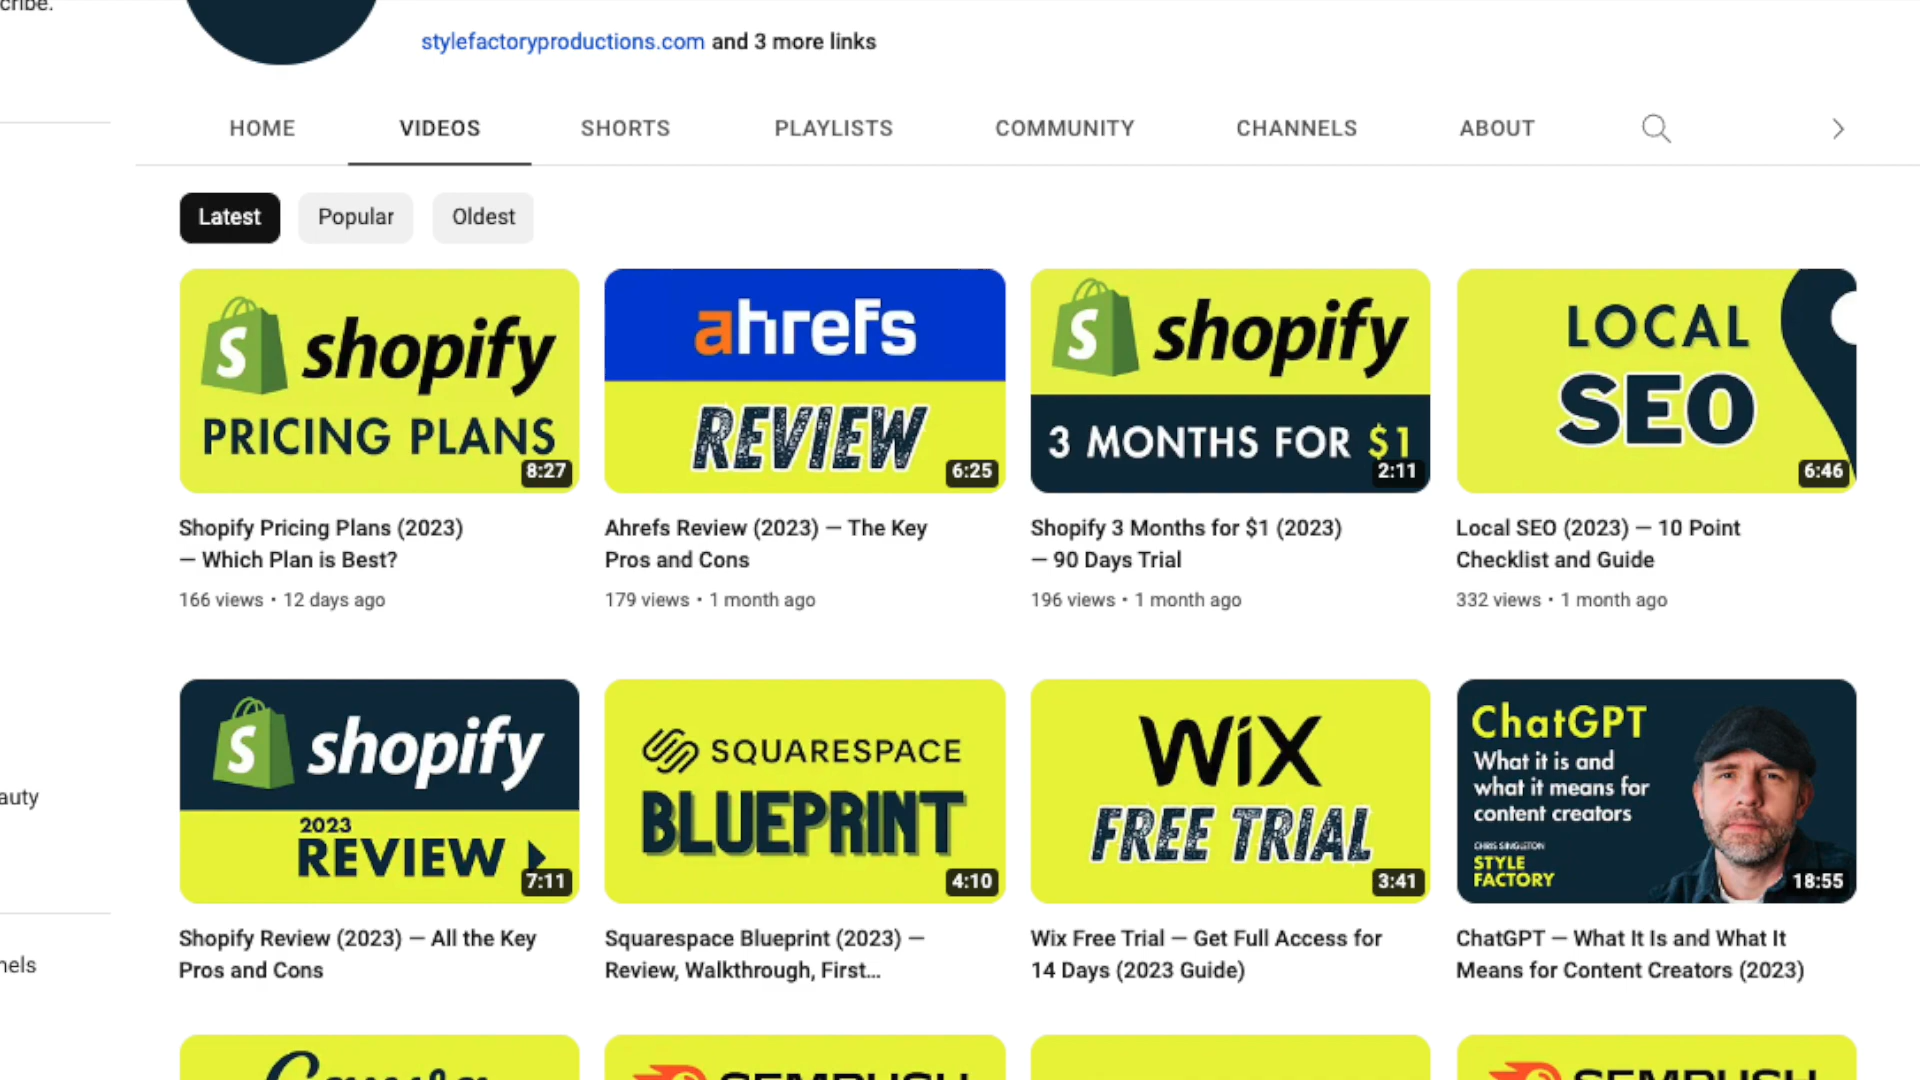 cribe.
stylefactoryproductions.com and 3 more links
HOME VIDEOS SHORTS PLAYLISTS COMMUNITY CHANNELS ABOUT
Latest Popular Oldest
S shopify
PRICING PLANS
8:27
ahrefs
REVIEW
6:25
S shopify
3 MONTHS FOR $1
2:11
LOCAL
SEO
6:46
Shopify Pricing Plans (2023)
— Which Plan is Best?
166 views • 12 days ago
Ahrefs Review (2023) — The Key
Pros and Cons
179 views • 1 month ago
Shopify 3 Months for $1 (2023)
— 90 Days Trial
196 views • 1 month ago
Local SEO (2023) — 10 Point
Checklist and Guide
332 views • 1 month ago
S shopify
2023
REVIEW
7:11
SQUARESPACE
BLUEPRINT
4:10
WiX
FREE TRIAL
3:41
ChatGPT
What it is and
what it means for
content creators
CHRIS SINGLETON
STYLE
FACTORY
18:55
auty
Shopify Review (2023) — All the Key
Pros and Cons
Squarespace Blueprint (2023) —
Review, Walkthrough, First...
Wix Free Trial — Get Full Access for
14 Days (2023 Guide)
ChatGPT — What It Is and What It
Means for Content Creators (2023)
nels
SEMRUSH
SEMRUSH